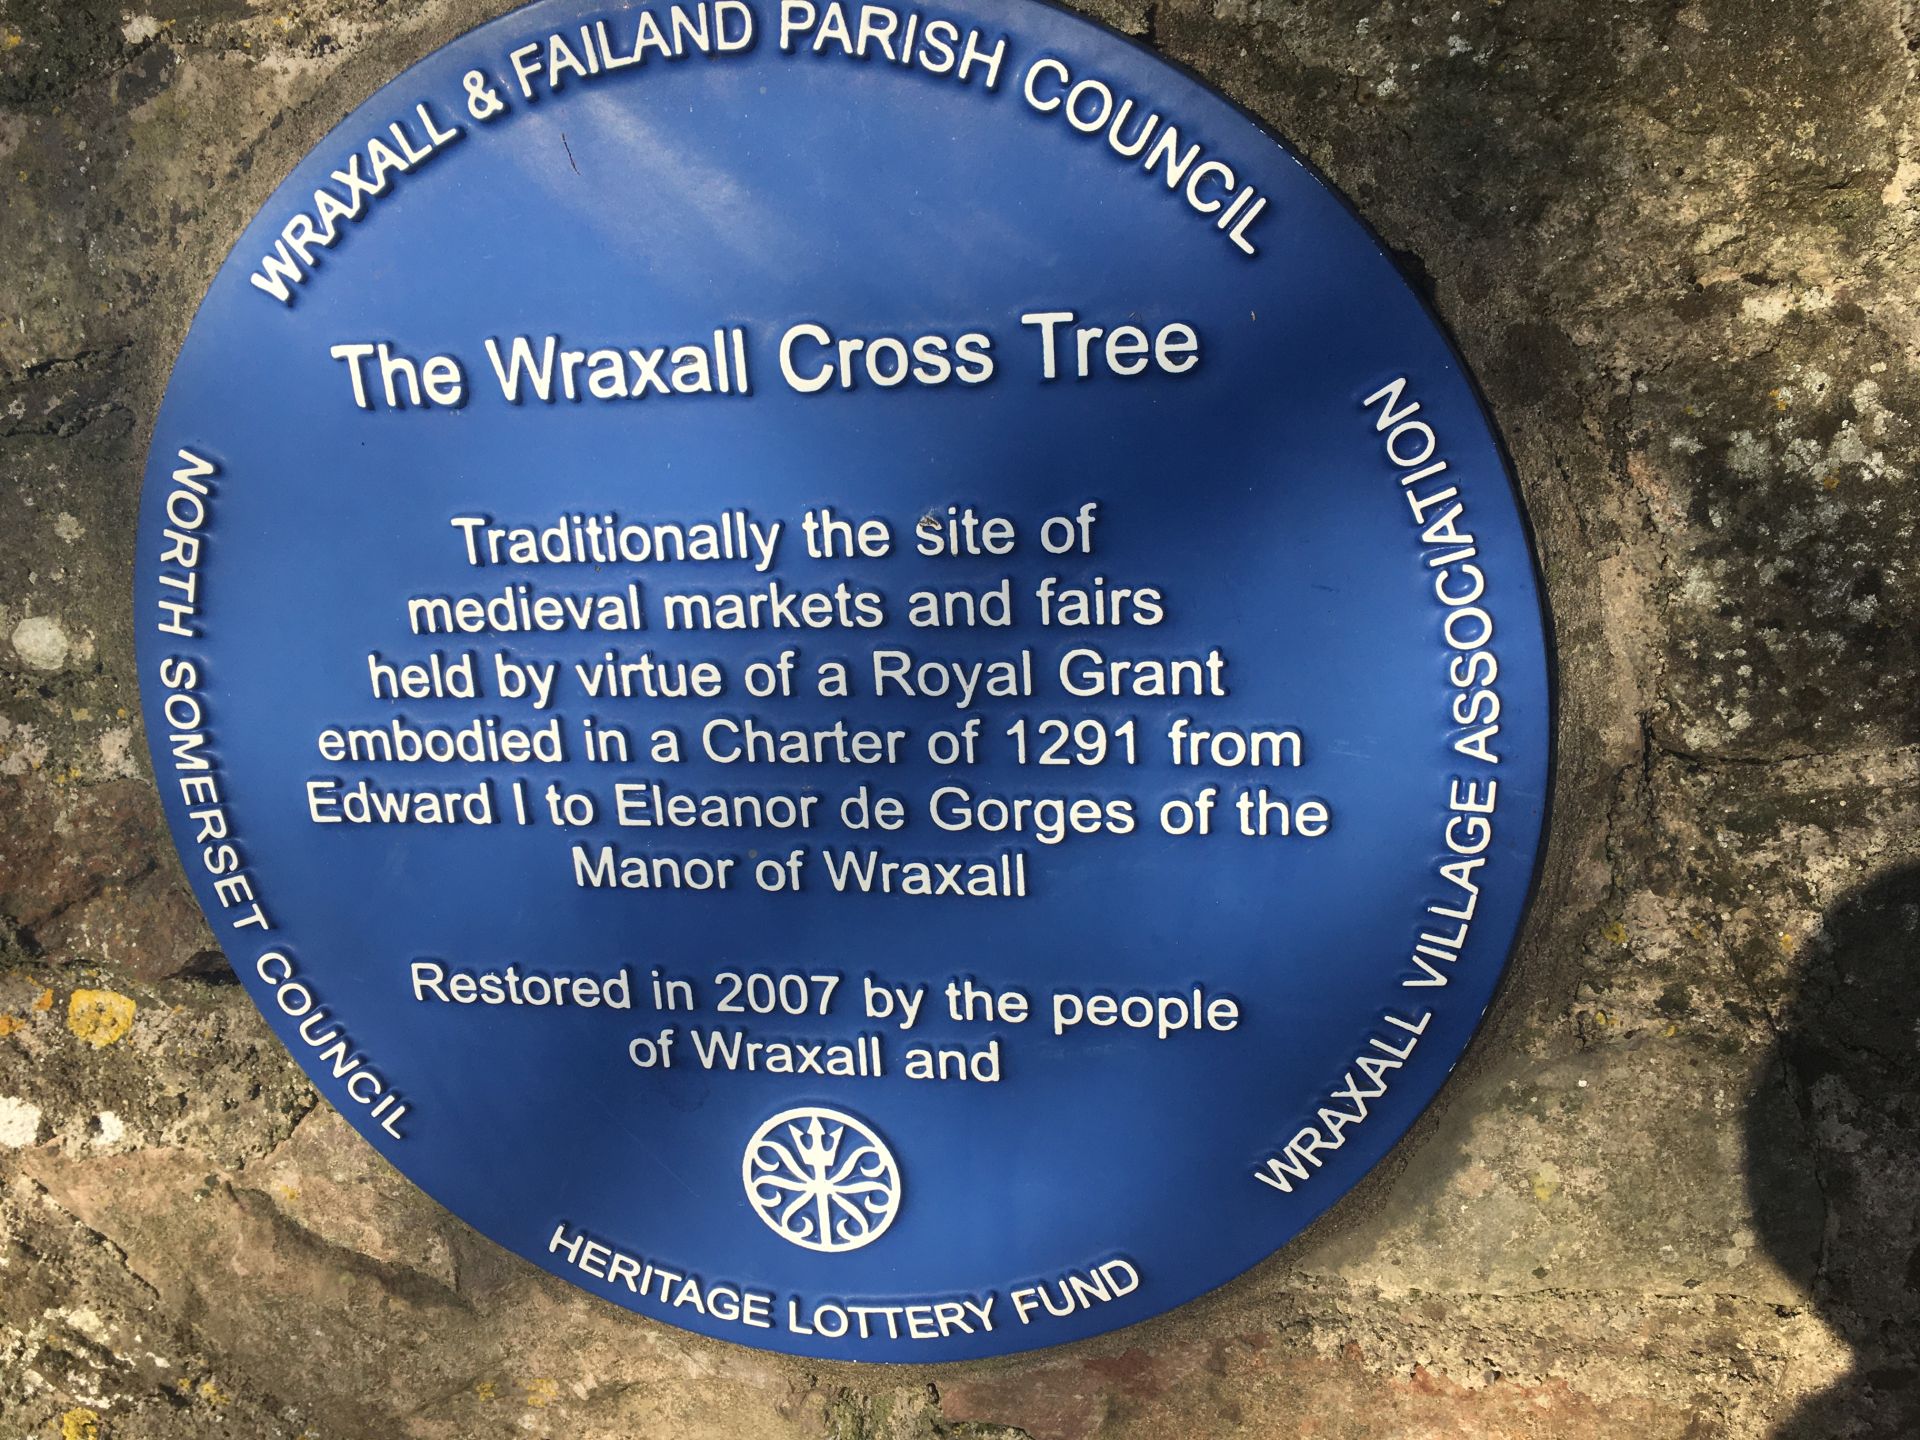 WRAXALL & FAILAND PARISH COUNCIL
The Wraxall Cross Tree
Traditionally the site of
medieval markets and fairs
held by virtue of a Royal Grant
embodied in a Charter of 1291 from
Edward I to Eleanor de Gorges of the
Manor of Wraxall
Restored in 2007 by the people
of Wraxall and
NORTH SOMERSET COUNCIL
HERITAGE LOTTERY FUND
WRAXALL VILLAGE ASSOCIATION